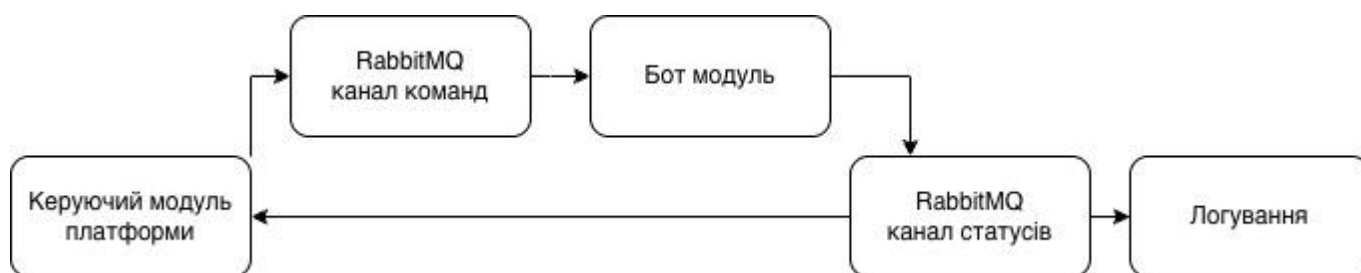 RabbitMQ
канал команд
Бот модуль
Керуючий модуль
платформи
RabbitMQ
канал статусів
Логування